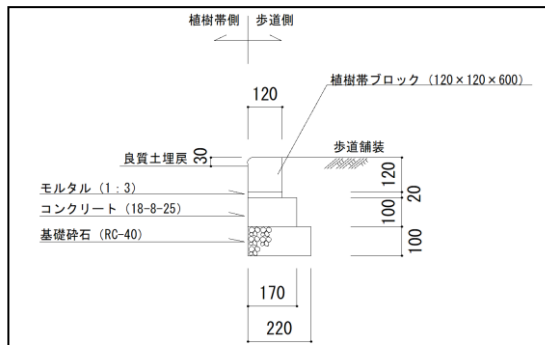 植樹帯側 歩道側
植樹帯ブロック (120×120×600)
120
歩道舗装
良質土埋戻
30
120
20
モルタル (1：3)
コンクリート (18-8-25)
100
基礎砕石 (RC-40)
100
170
220